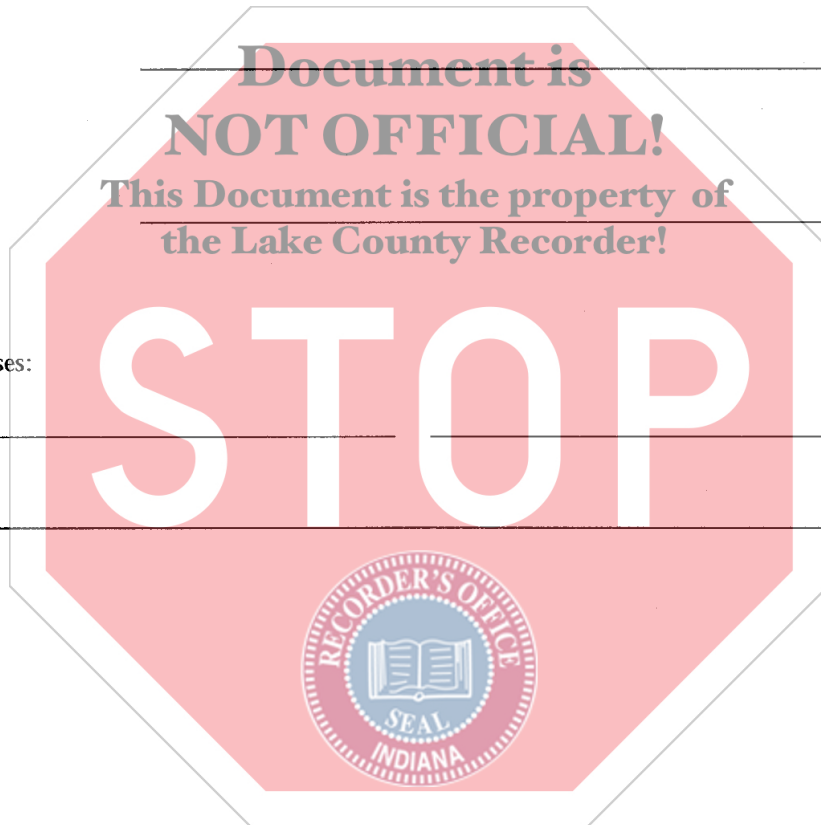 Document is
NOT OFFICIAL!
This Document is the property of
the Lake County Recorder!
ses:
STOP
RECORDER'S OFFICE
SEAL
INDIANA